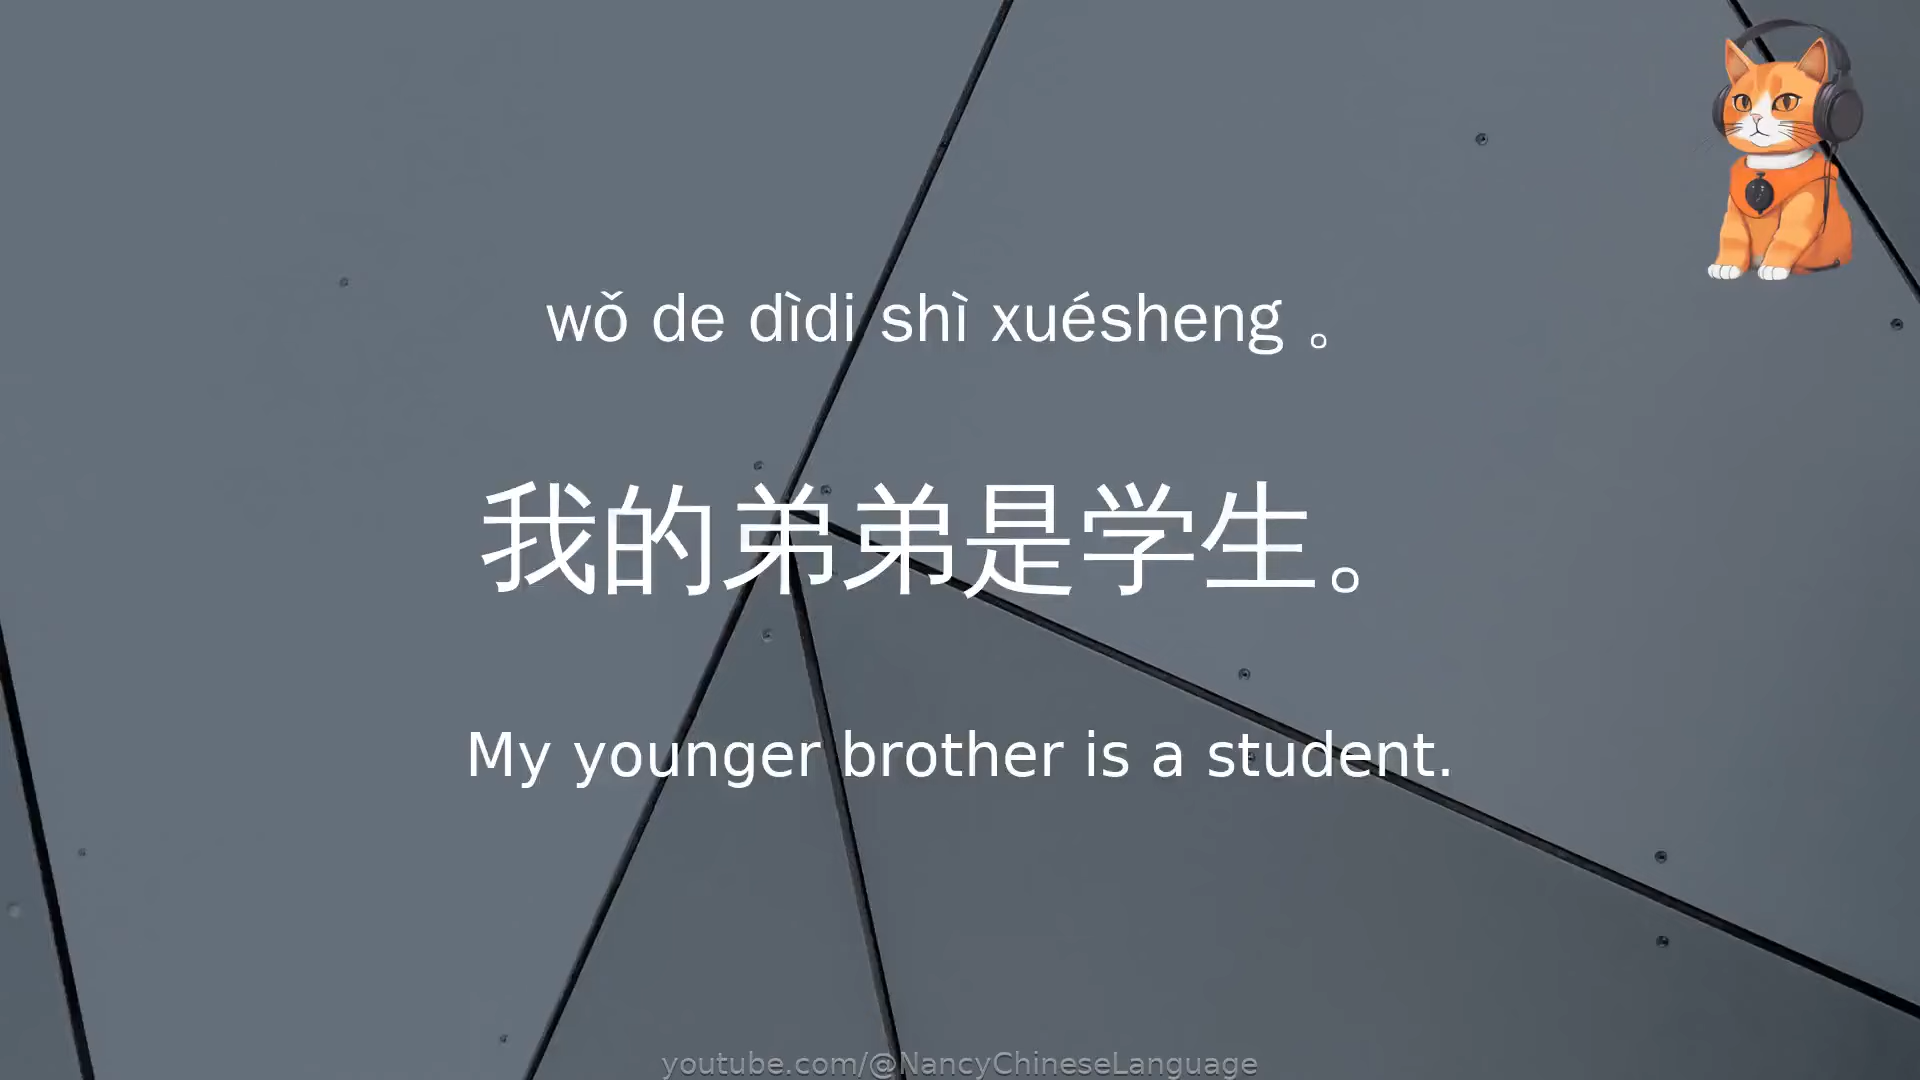 wǒ de dìdi shì xuésheng 。
我的弟弟是学生。
My younger brother is a student.
youtube.com/@NancyChineseLanguage